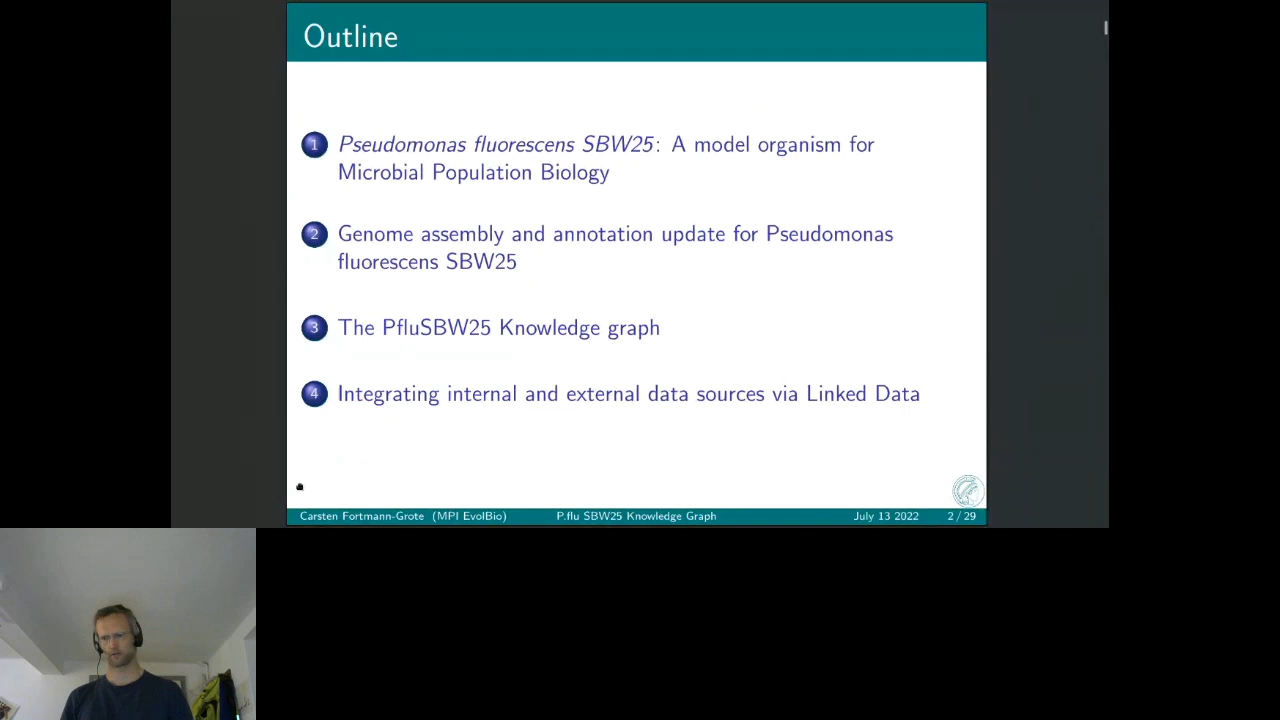 Outline
1 Pseudomonas fluorescens SBW25: A model organism for
Microbial Population Biology
2 Genome assembly and annotation update for Pseudomonas
fluorescens SBW25
3 The PfluSBW25 Knowledge graph
4 Integrating internal and external data sources via Linked Data
Carsten Fortmann-Grote (MPI EvolBio) P.flu SBW25 Knowledge Graph July 13 2022 2 / 29